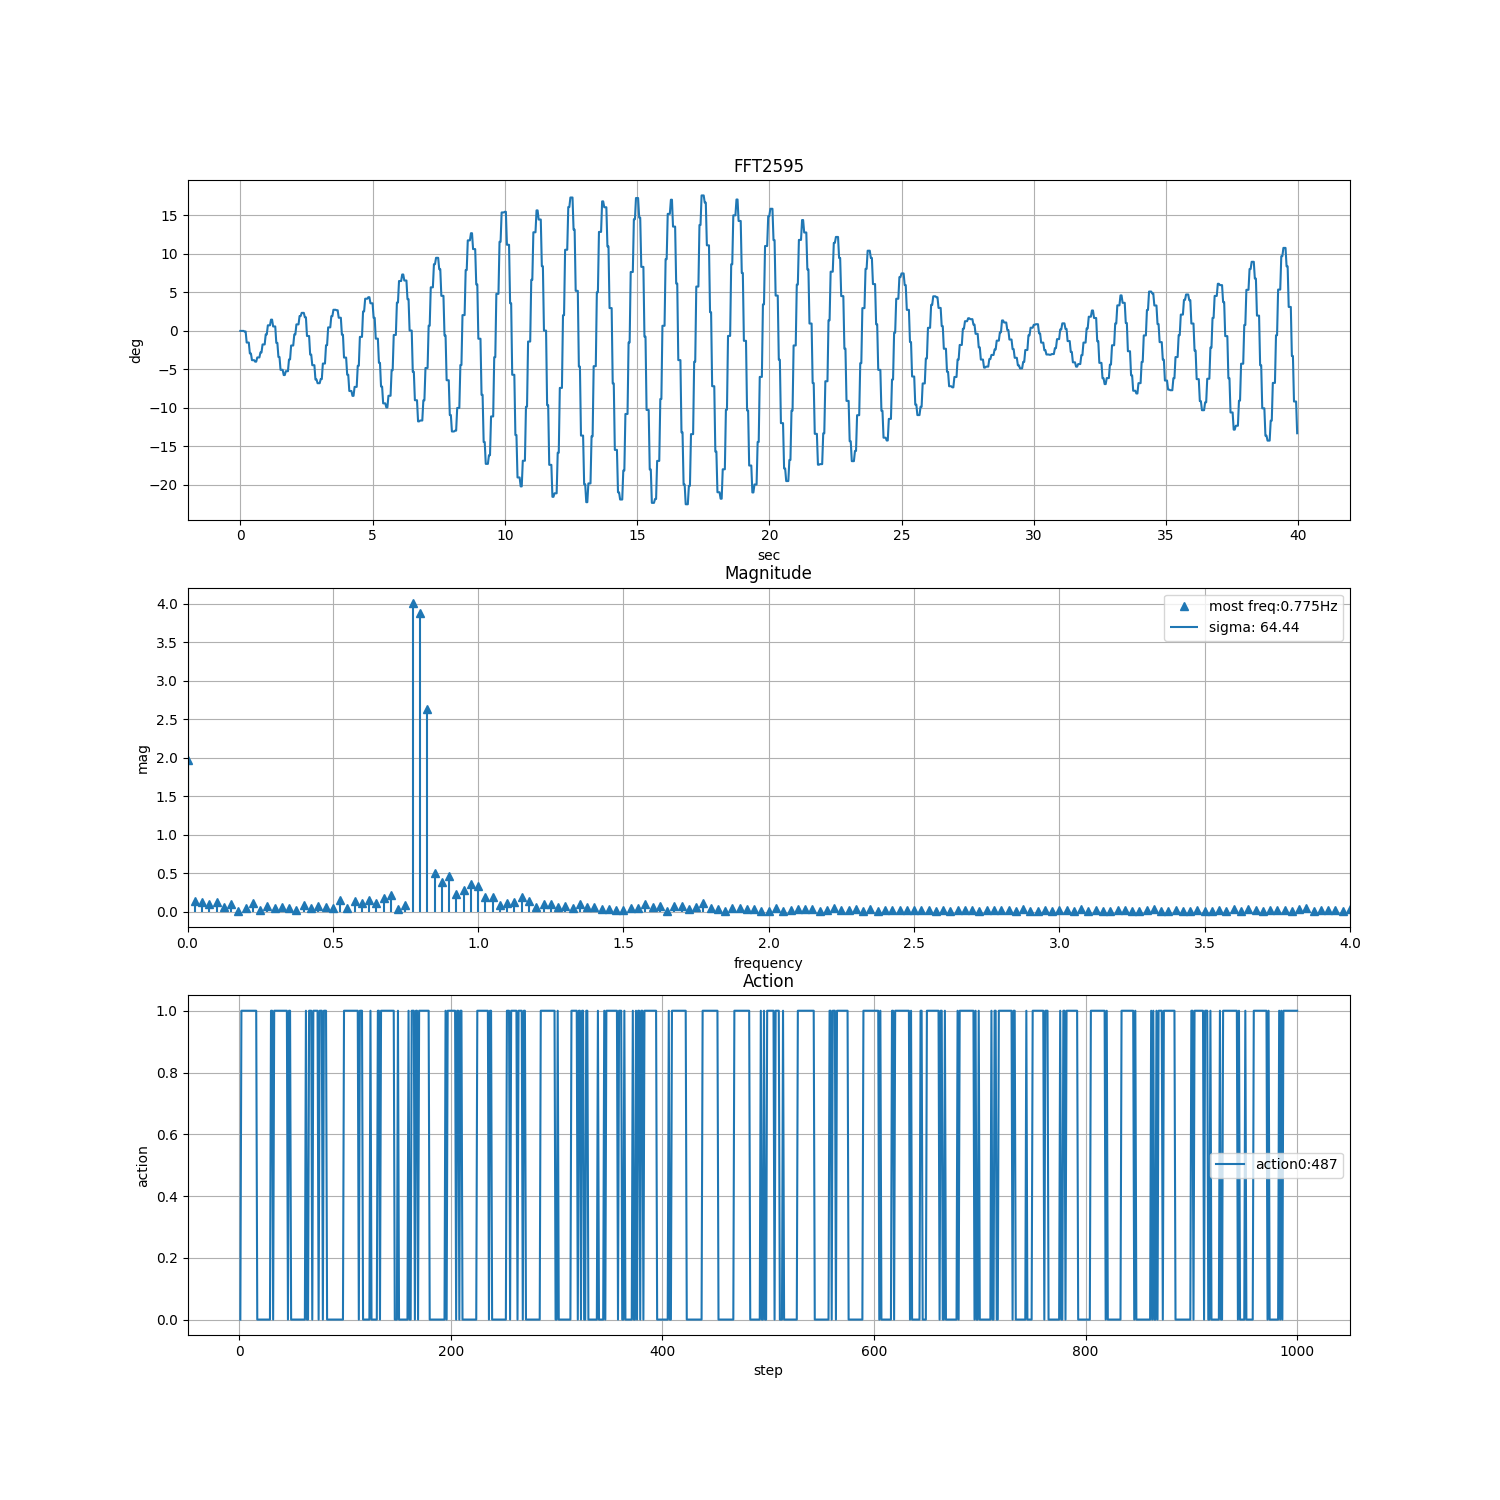 FFT2595
15
10
5
0
−5
−10
−15
−20
deg
0 5 10 15 20 25 30 35 40
sec
Magnitude
4.0
3.5
3.0
2.5
2.0
1.5
1.0
0.5
0.0
mag
most freq:0.775Hz
sigma: 64.44
0.0 0.5 1.0 1.5 2.0 2.5 3.0 3.5 4.0
frequency
Action
1.0
0.8
0.6
0.4
0.2
0.0
action
action0:487
0 200 400 600 800 1000
step